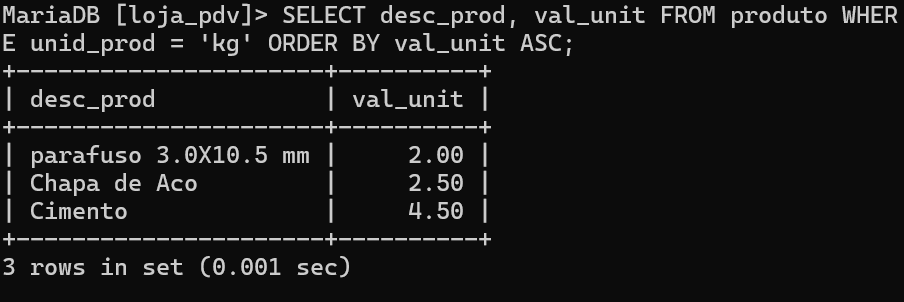 MariaDB [loja_pdv]> SELECT desc_prod, val_unit FROM produto WHER
E unid_prod = 'kg' ORDER BY val_unit ASC;
+----------------------+----------+
| desc_prod            | val_unit |
+----------------------+----------+
| parafuso 3.0X10.5 mm |     2.00 |
| Chapa de Aco         |     2.50 |
| Cimento              |     4.50 |
+----------------------+----------+
3 rows in set (0.001 sec)